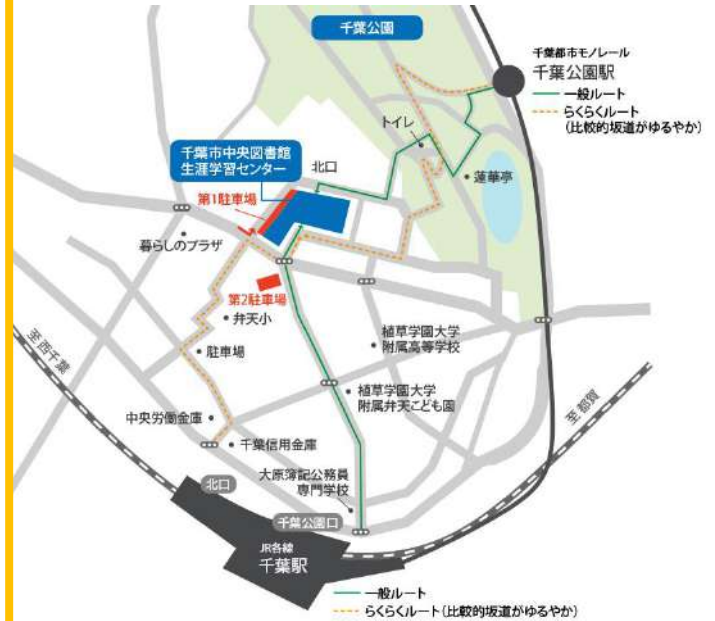 千葉公園
千葉都市モノレール
千葉公園駅
一般ルート
らくらくルート
(比較的坂道がゆるやか)
トイレ
千葉市中央図書館
生涯学習センター
北口
蓮華亭
第1駐車場
暮らしのプラザ
第2駐車場
弁天小
植草学園大学
附属高等学校
至西千葉
駐車場
植草学園大学
附属弁天こども園
至都賀
中央労働金庫
千葉信用金庫
大原簿記公務員
専門学校
北口
千葉公園口
JR各線
千葉駅
一般ルート
らくらくルート(比較的坂道がゆるやか)